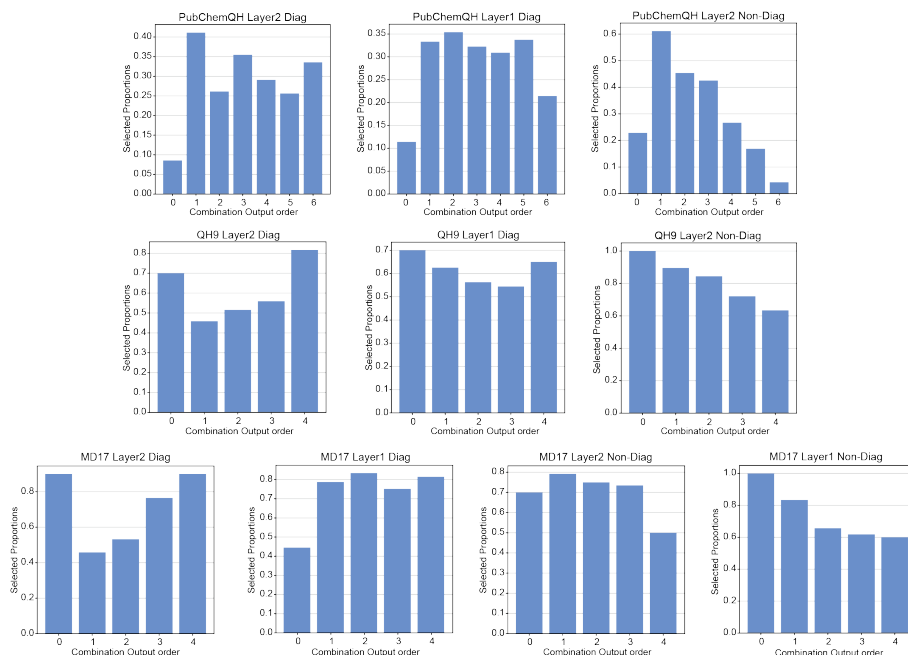 PubChemQH Layer2 Diag
Selected Proportions
0.40
0.35
0.30
0.25
0.20
0.15
0.10
0.05
0.00
0 1 2 3 4 5 6
Combination Output order
PubChemQH Layer1 Diag
Selected Proportions
0.35
0.30
0.25
0.20
0.15
0.10
0.05
0.00
0 1 2 3 4 5 6
Combination Output order
PubChemQH Layer2 Non-Diag
Selected Proportions
0.6
0.5
0.4
0.3
0.2
0.1
0.0
0 1 2 3 4 5 6
Combination Output order
QH9 Layer2 Diag
Selected Proportions
0.8
0.7
0.6
0.5
0.4
0.3
0.2
0.1
0.0
0 1 2 3 4
Combination Output order
QH9 Layer1 Diag
Selected Proportions
0.7
0.6
0.5
0.4
0.3
0.2
0.1
0.0
0 1 2 3 4
Combination Output order
QH9 Layer2 Non-Diag
Selected Proportions
1.0
0.8
0.6
0.4
0.2
0.0
0 1 2 3 4
Combination Output order
MD17 Layer2 Diag
Selected Proportions
0.8
0.6
0.4
0.2
0.0
0 1 2 3 4
Combination Output order
MD17 Layer1 Diag
Selected Proportions
0.8
0.7
0.6
0.5
0.4
0.3
0.2
0.1
0.0
0 1 2 3 4
Combination Output order
MD17 Layer2 Non-Diag
Selected Proportions
0.8
0.7
0.6
0.5
0.4
0.3
0.2
0.1
0.0
0 1 2 3 4
Combination Output order
MD17 Layer1 Non-Diag
Selected Proportions
1.0
0.8
0.6
0.4
0.2
0.0
0 1 2 3 4
Combination Output order